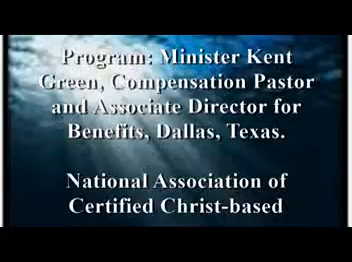 Program: Minister Kent
Green, Compensation Pastor
and Associate Director for
Benefits, Dallas, Texas.
National Association of
Certified Christ-based